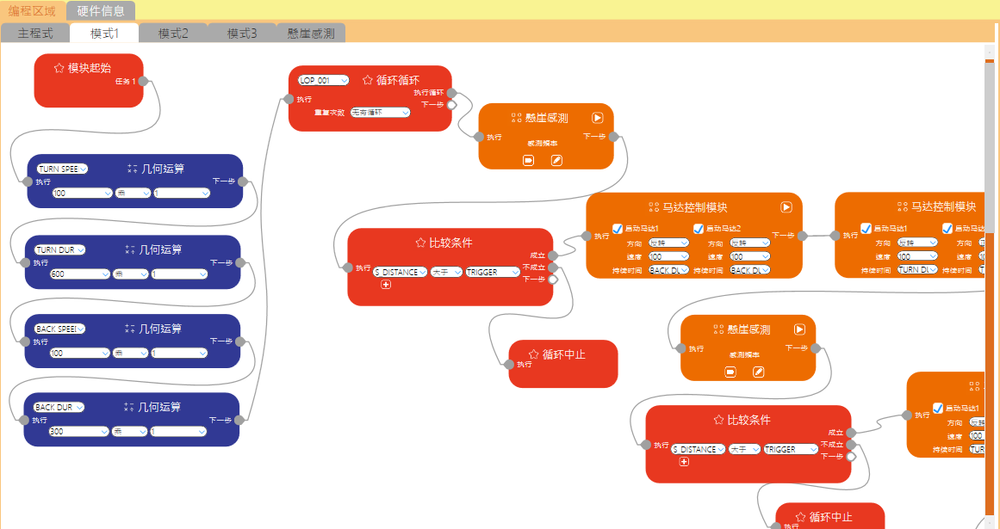 编程区域 硬件信息
主程式 模式1 模式2 模式3 懸崖感測
模块起始
任务 1
TURN SPEE 几何运算
执行 下一步
100 乘 1
TURN DUR 几何运算
执行 下一步
600 乘 1
BACK SPEE 几何运算
执行 下一步
100 乘 1
BACK DUR 几何运算
执行 下一步
300 乘 1
LOP_001 循环循环
执行循环
执行
下一步
重复次数 无穷循环
懸崖感測
执行 下一步
感測頻率
比较条件
成立
执行 S_DISTANCE 大于 TRIGGER 不成立
下一步
循环中止
执行
马达控制模块
启动马达1 启动马达2
执行 下一步
方向 反转 方向 反转
速度 100 速度 100
持续时间 BACK DU 持续时间 BACK DU
马达控制模块
启动马达1 启动马达
执行
方向 反转 方向
速度 100 速度
持续时间 TURN DU 持续时间
懸崖感測
执行 下一步
感測頻率
比较条件
成立
执行 S_DISTANCE 大于 TRIGGER 不成立
下一步
循环中止
执行
启动马达1
执行
方向 反转
速度 100
持续时间 TUR